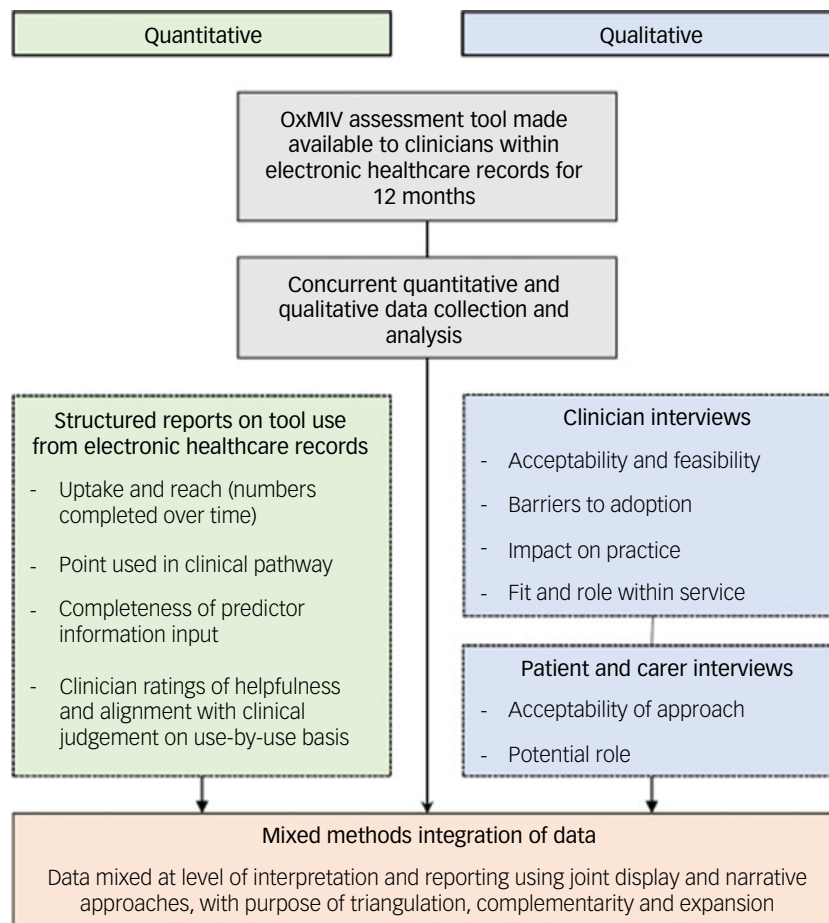 Quantitative
Qualitative
OxMIV assessment tool made
available to clinicians within
electronic healthcare records for
12 months
Concurrent quantitative and
qualitative data collection and
analysis
Structured reports on tool use
from electronic healthcare records
- Uptake and reach (numbers
completed over time)
- Point used in clinical pathway
- Completeness of predictor
information input
- Clinician ratings of helpfulness
and alignment with clinical
judgement on use-by-use basis
Clinician interviews
- Acceptability and feasibility
- Barriers to adoption
- Impact on practice
- Fit and role within service
Patient and carer interviews
- Acceptability of approach
- Potential role
Mixed methods integration of data
Data mixed at level of interpretation and reporting using joint display and narrative
approaches, with purpose of triangulation, complementarity and expansion